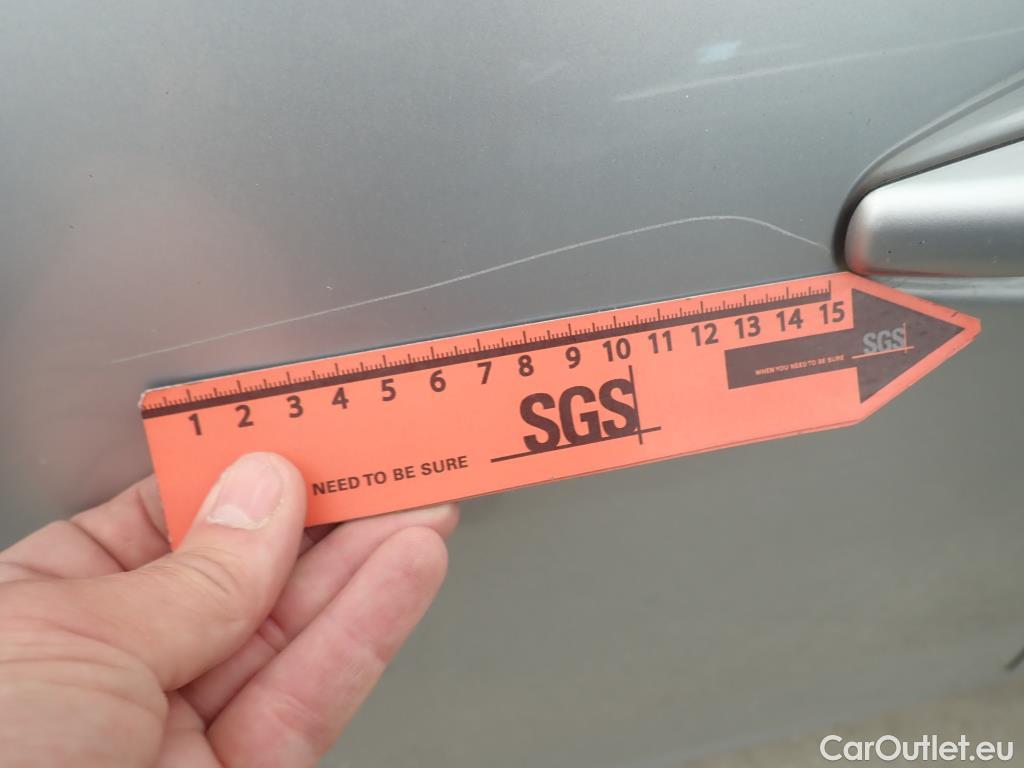 1 2 3 4 5 6 7 8 9 10 11 12 13 14 15
SGS
WHEN YOU NEED TO BE SURE
SGS
NEED TO BE SURE
CarOutlet.eu